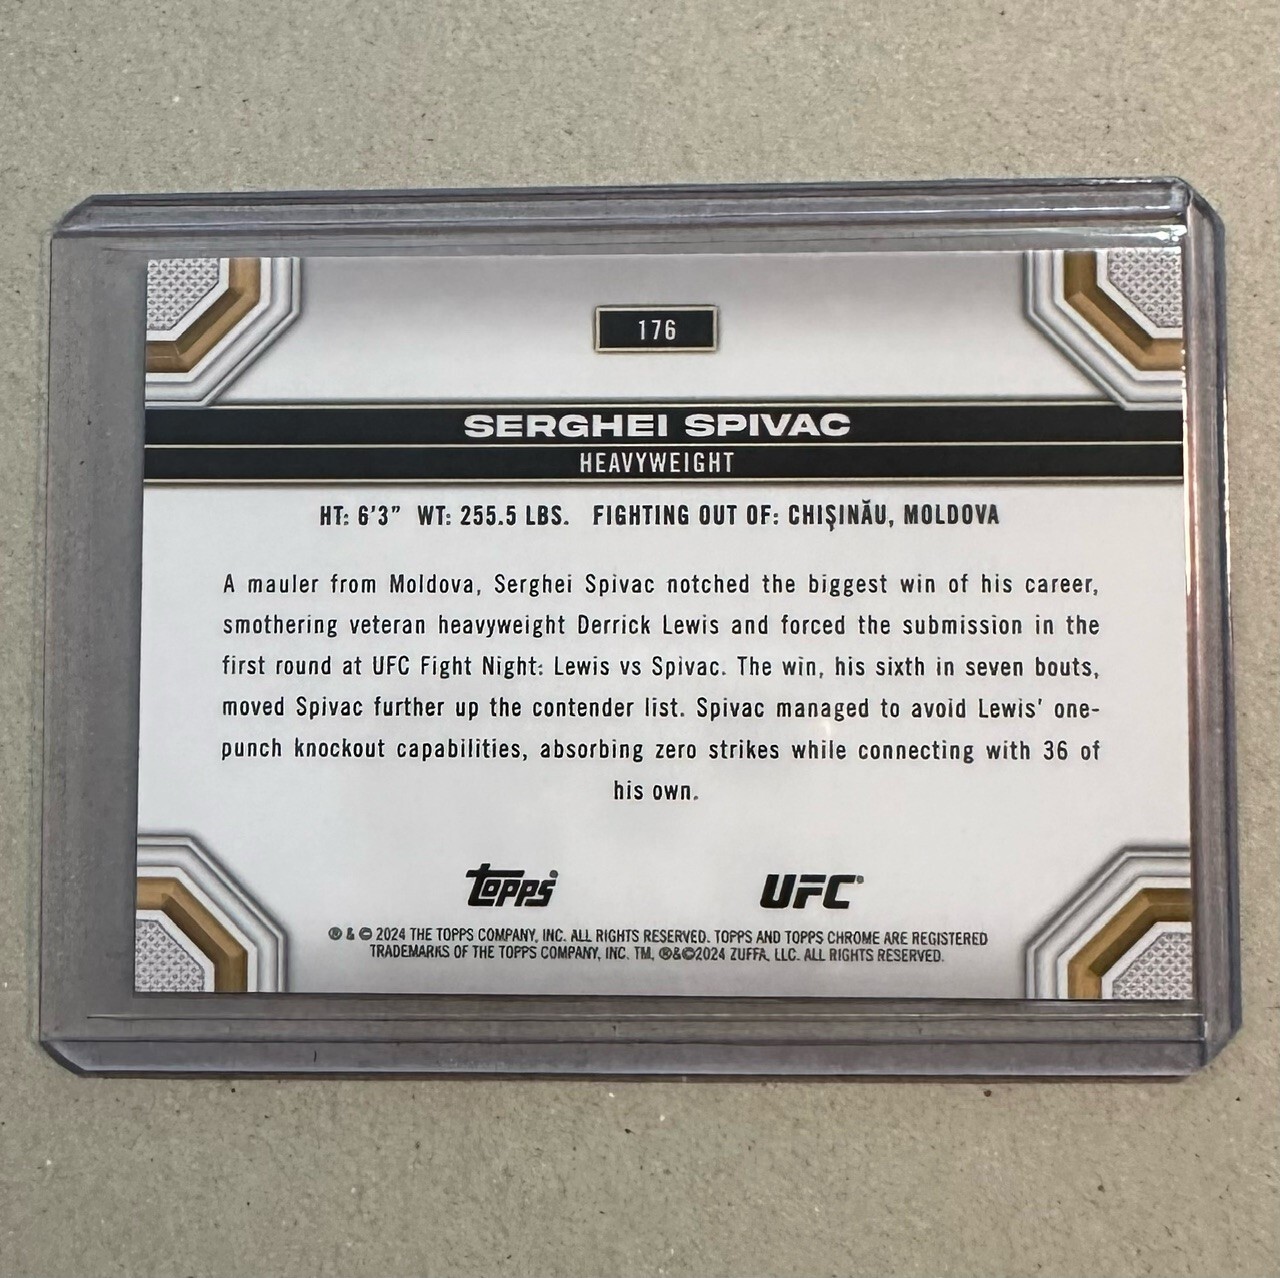 176
SERGHEI SPIVAC
HEAVYWEIGHT
HT: 6'3" WT: 255.5 LBS. FIGHTING OUT OF: CHIȘINĂU, MOLDOVA
A mauler from Moldova, Serghei Spivac notched the biggest win of his career,
smothering veteran heavyweight Derrick Lewis and forced the submission in the
first round at UFC Fight Night: Lewis vs Spivac. The win, his sixth in seven bouts,
moved Spivac further up the contender list. Spivac managed to avoid Lewis' one-
punch knockout capabilities, absorbing zero strikes while connecting with 36 of
his own.
topps UFC
® & © 2024 THE TOPPS COMPANY, INC. ALL RIGHTS RESERVED. TOPPS AND TOPPS CHROME ARE REGISTERED
TRADEMARKS OF THE TOPPS COMPANY, INC. TM, ®&©2024 ZUFFA, LLC. ALL RIGHTS RESERVED.